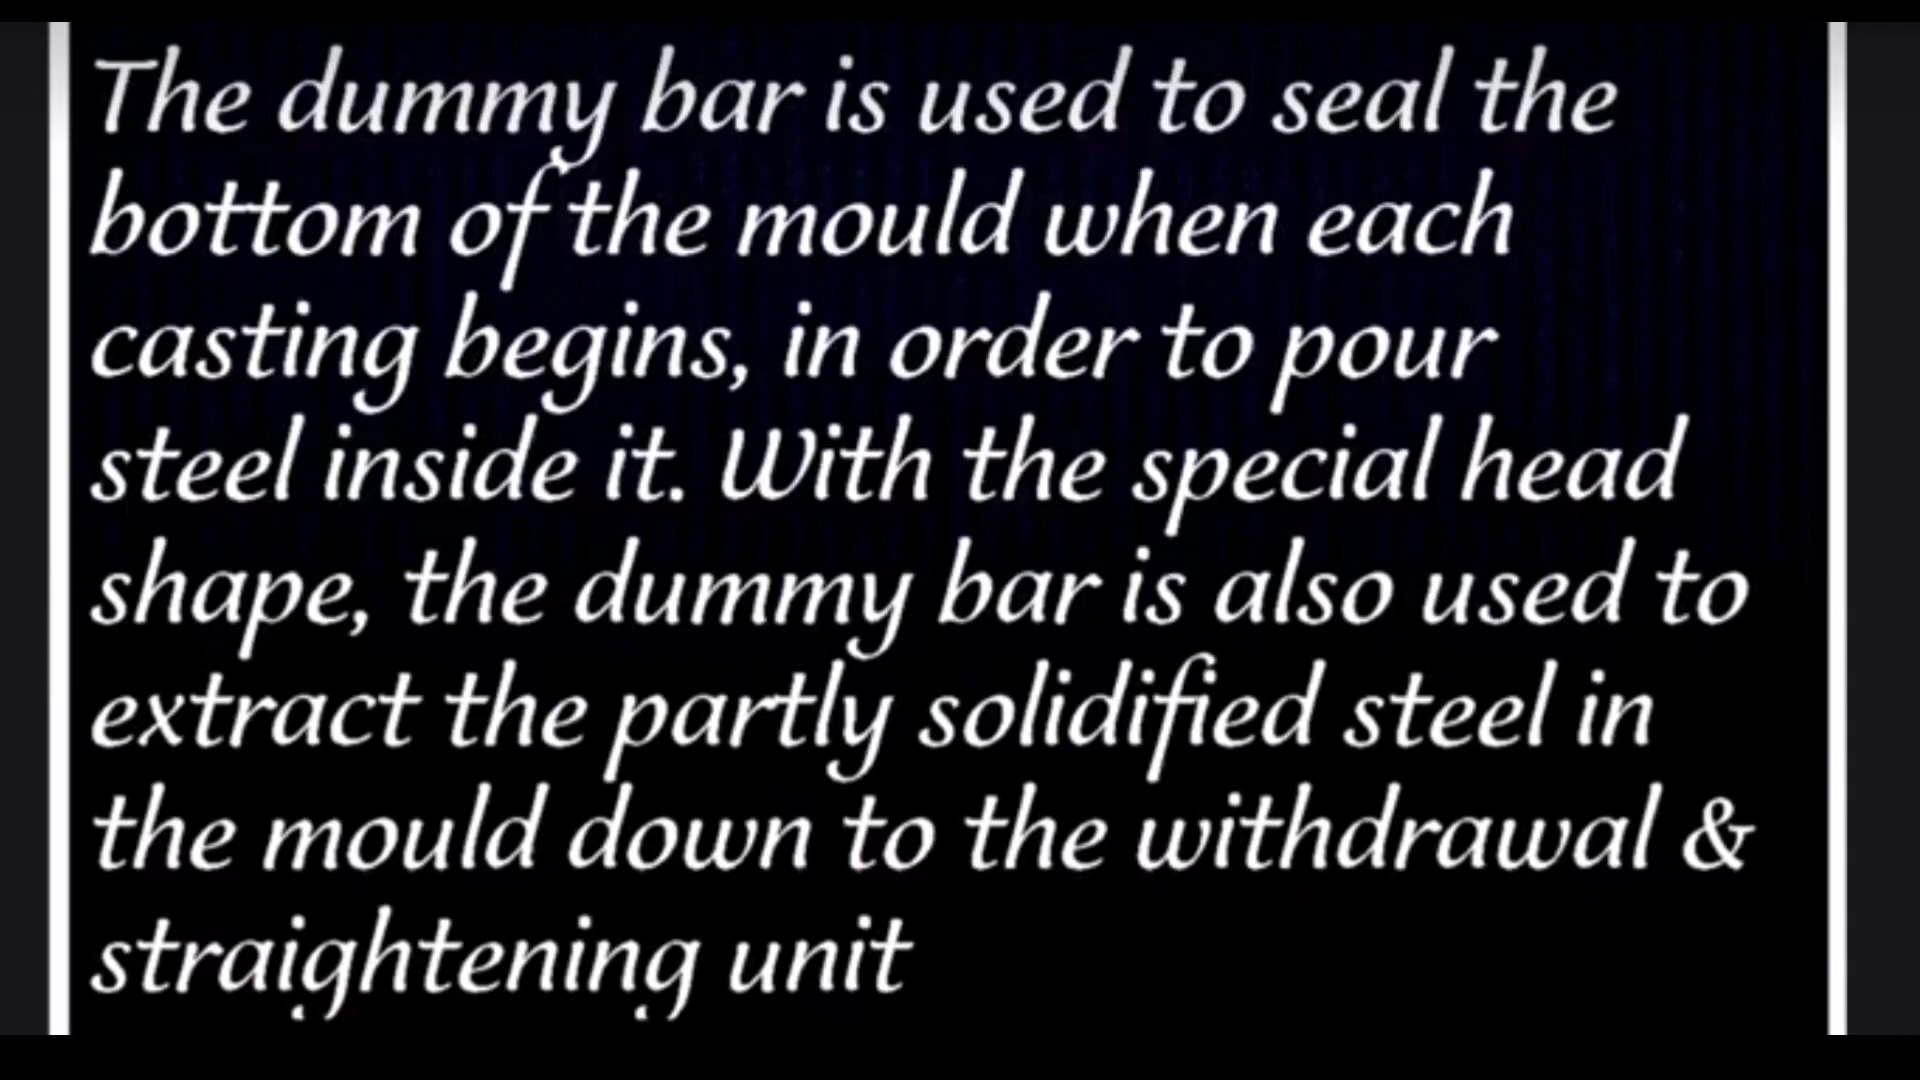 The dummy bar is used to seal the
bottom of the mould when each
casting begins, in order to pour
steel inside it. With the special head
shape, the dummy bar is also used to
extract the partly solidified steel in
the mould down to the withdrawal &
straightening unit